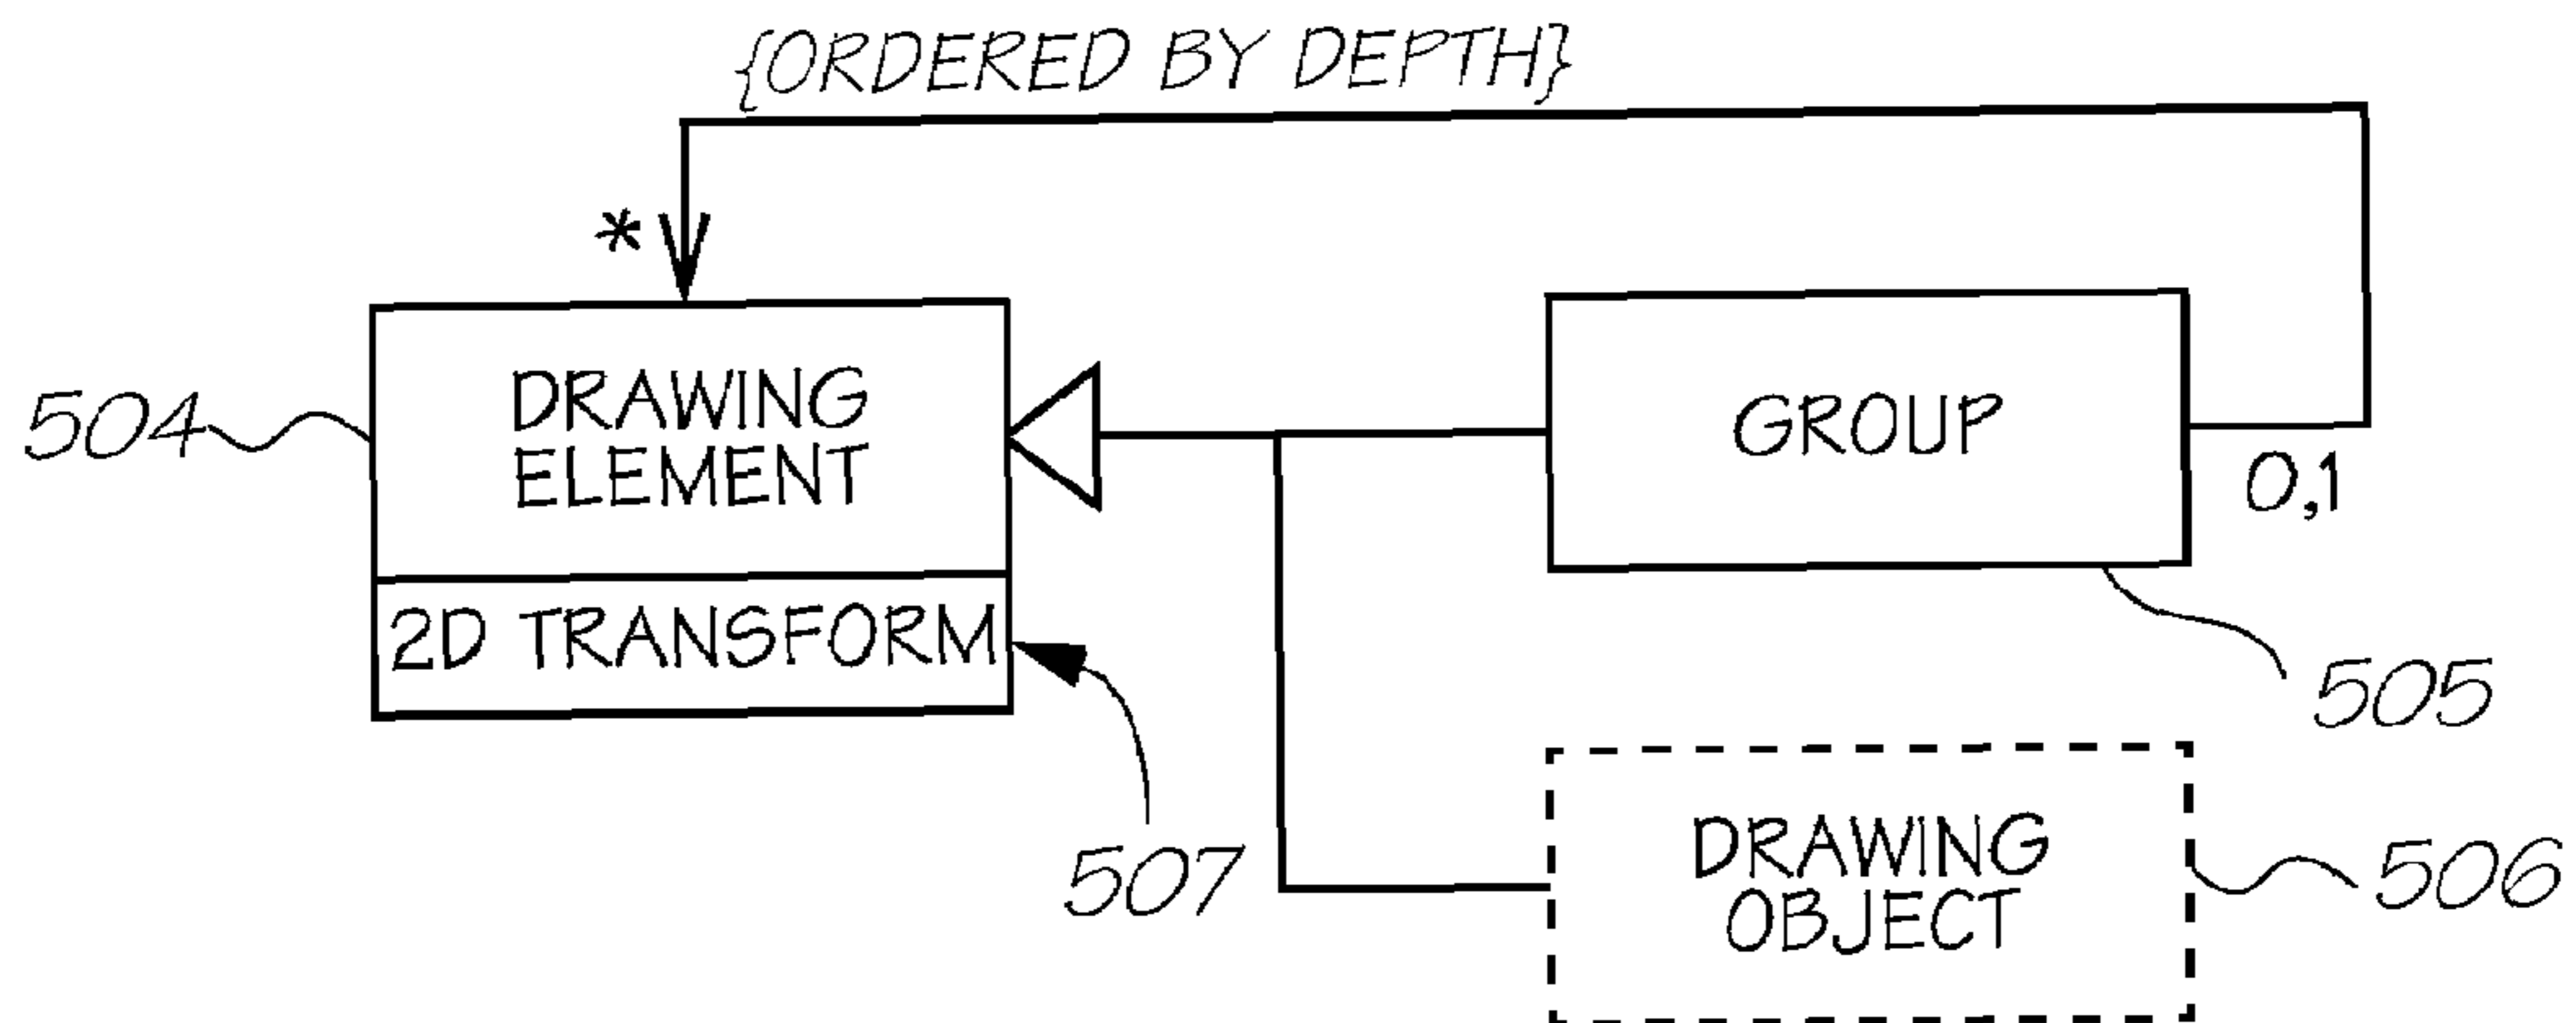 {ORDERED BY DEPTH}
*
504
DRAWING
ELEMENT
GROUP
0,1
2D TRANSFORM
505
507
DRAWING
OBJECT
506